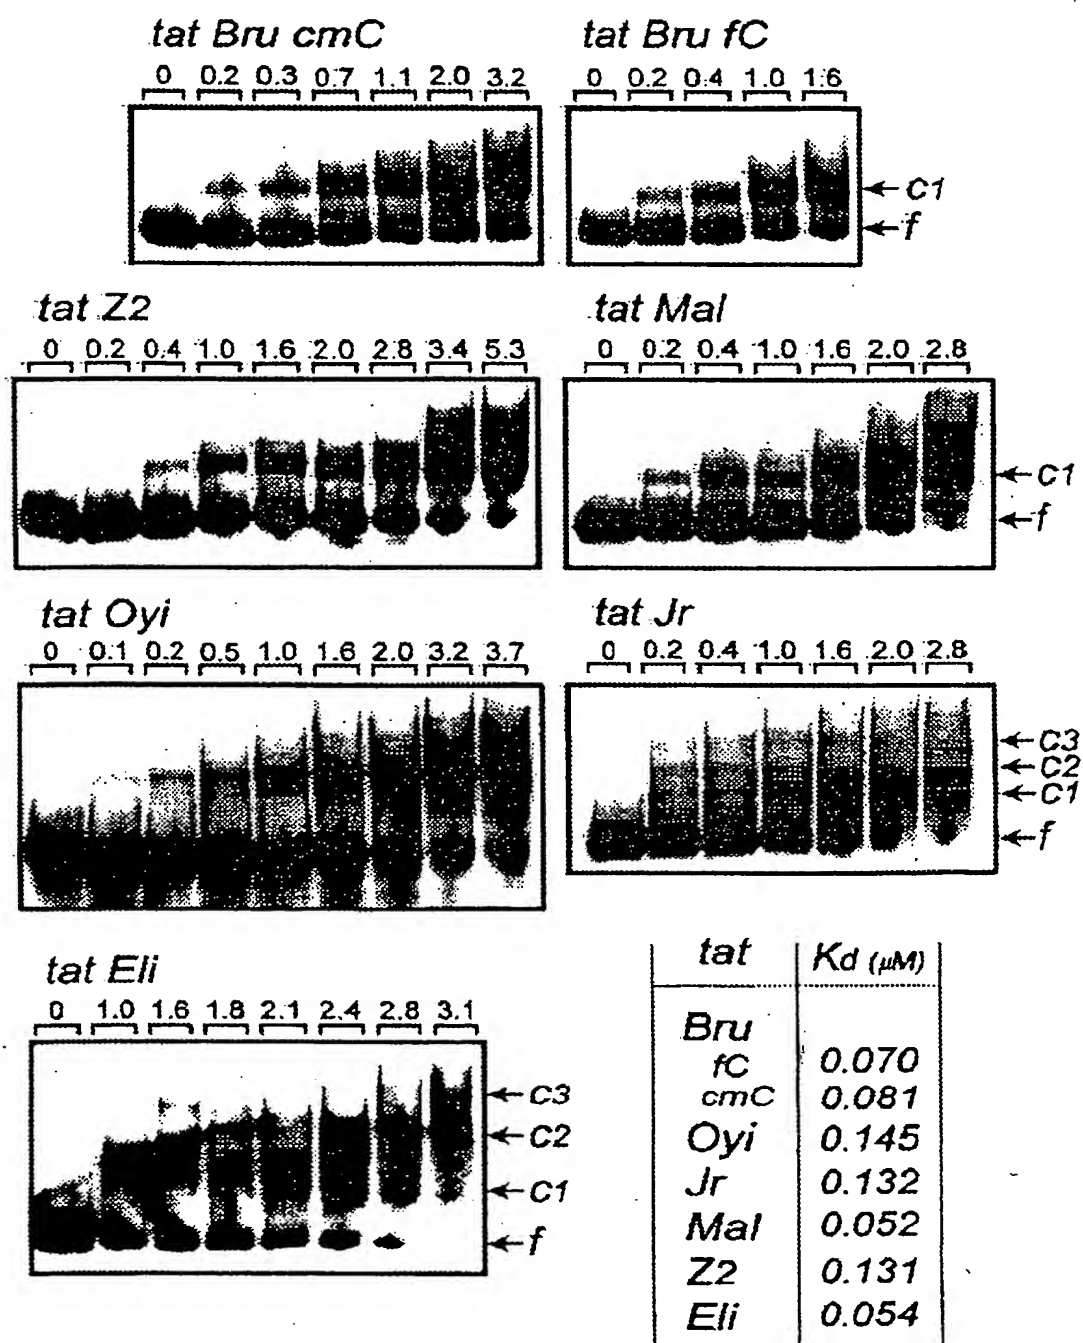 tat Bru cmC
0 0.2 0.3 0.7 1.1 2.0 3.2
tat Bru fC
0 0.2 0.4 1.0 1.6
C1
f
tat Z2
0 0.2 0.4 1.0 1.6 2.0 2.8 3.4 5.3
tat Mal
0 0.2 0.4 1.0 1.6 2.0 2.8
C1
f
tat Oyi
0 0.1 0.2 0.5 1.0 1.6 2.0 3.2 3.7
tat Jr
0 0.2 0.4 1.0 1.6 2.0 2.8
C3
C2
C1
f
tat Eli
0 1.0 1.6 1.8 2.1 2.4 2.8 3.1
C3
C2
C1
f
tat Kd (μM)
Bru
fC 0.070
cmC 0.081
Oyi 0.145
Jr 0.132
Mal 0.052
Z2 0.131
Eli 0.054